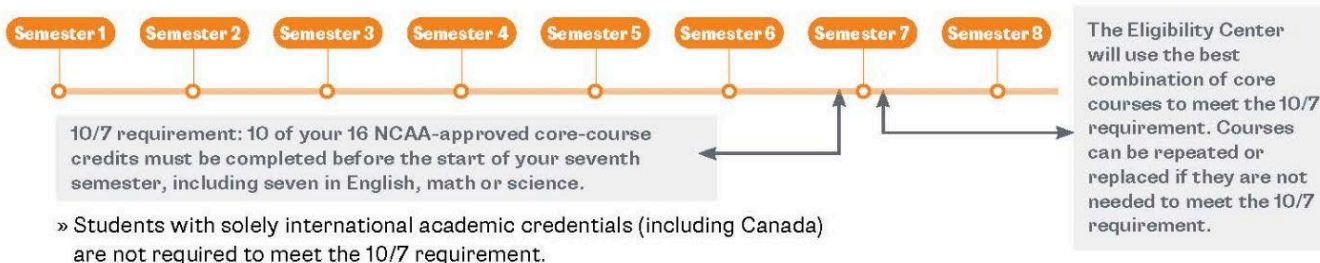 Semester 1
Semester 2
Semester 3
Semester 4
Semester 5
Semester 6
Semester 7
Semester 8
The Eligibility Center
will use the best
combination of core
courses to meet the 10/7
requirement. Courses
can be repeated or
replaced if they are not
needed to meet the 10/7
requirement.
10/7 requirement: 10 of your 16 NCAA-approved core-course
credits must be completed before the start of your seventh
semester, including seven in English, math or science.
» Students with solely international academic credentials (including Canada)
are not required to meet the 10/7 requirement.